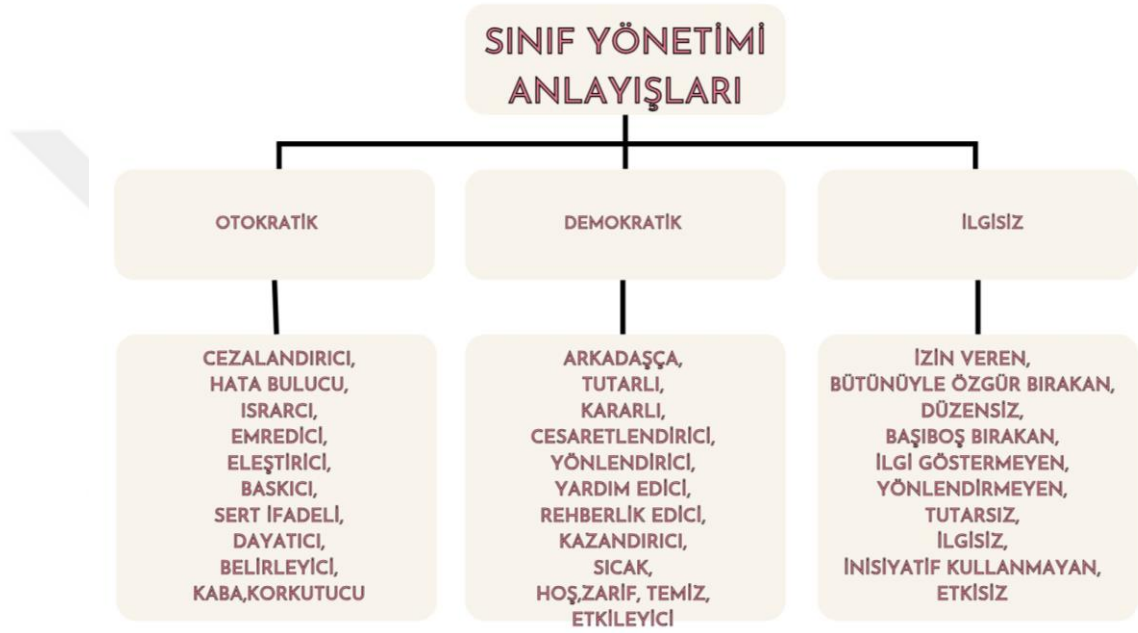 SINIF YÖNETİMİ
ANLAYIŞLARI
OTOKRATİK
DEMOKRATİK
İLGİSİZ
CEZALANDIRICI,
HATA BULUCU,
ISRARCI,
EMREDİCİ,
ELEŞTİRİCİ,
BASKICI,
SERT İFADELİ,
DAYATICI,
BELİRLEYİCİ,
KABA,KORKUTUCU
ARKADAŞÇA,
TUTARLI,
KARARLI,
CESARETLENDİRİCİ,
YÖNLENDİRİCİ,
YARDIM EDİCİ,
REHBERLİK EDİCİ,
KAZANDIRICI,
SICAK,
HOŞ,ZARİF, TEMİZ,
ETKİLEYİCİ
İZİN VEREN,
BÜTÜNÜYLE ÖZGÜR BIRAKAN,
DÜZENSİZ,
BAŞIBOŞ BIRAKAN,
İLGİ GÖSTERMEYEN,
YÖNLENDİRMEYEN,
TUTARSIZ,
İLGİSİZ,
İNİSİYATİF KULLANMAYAN,
ETKİSİZ